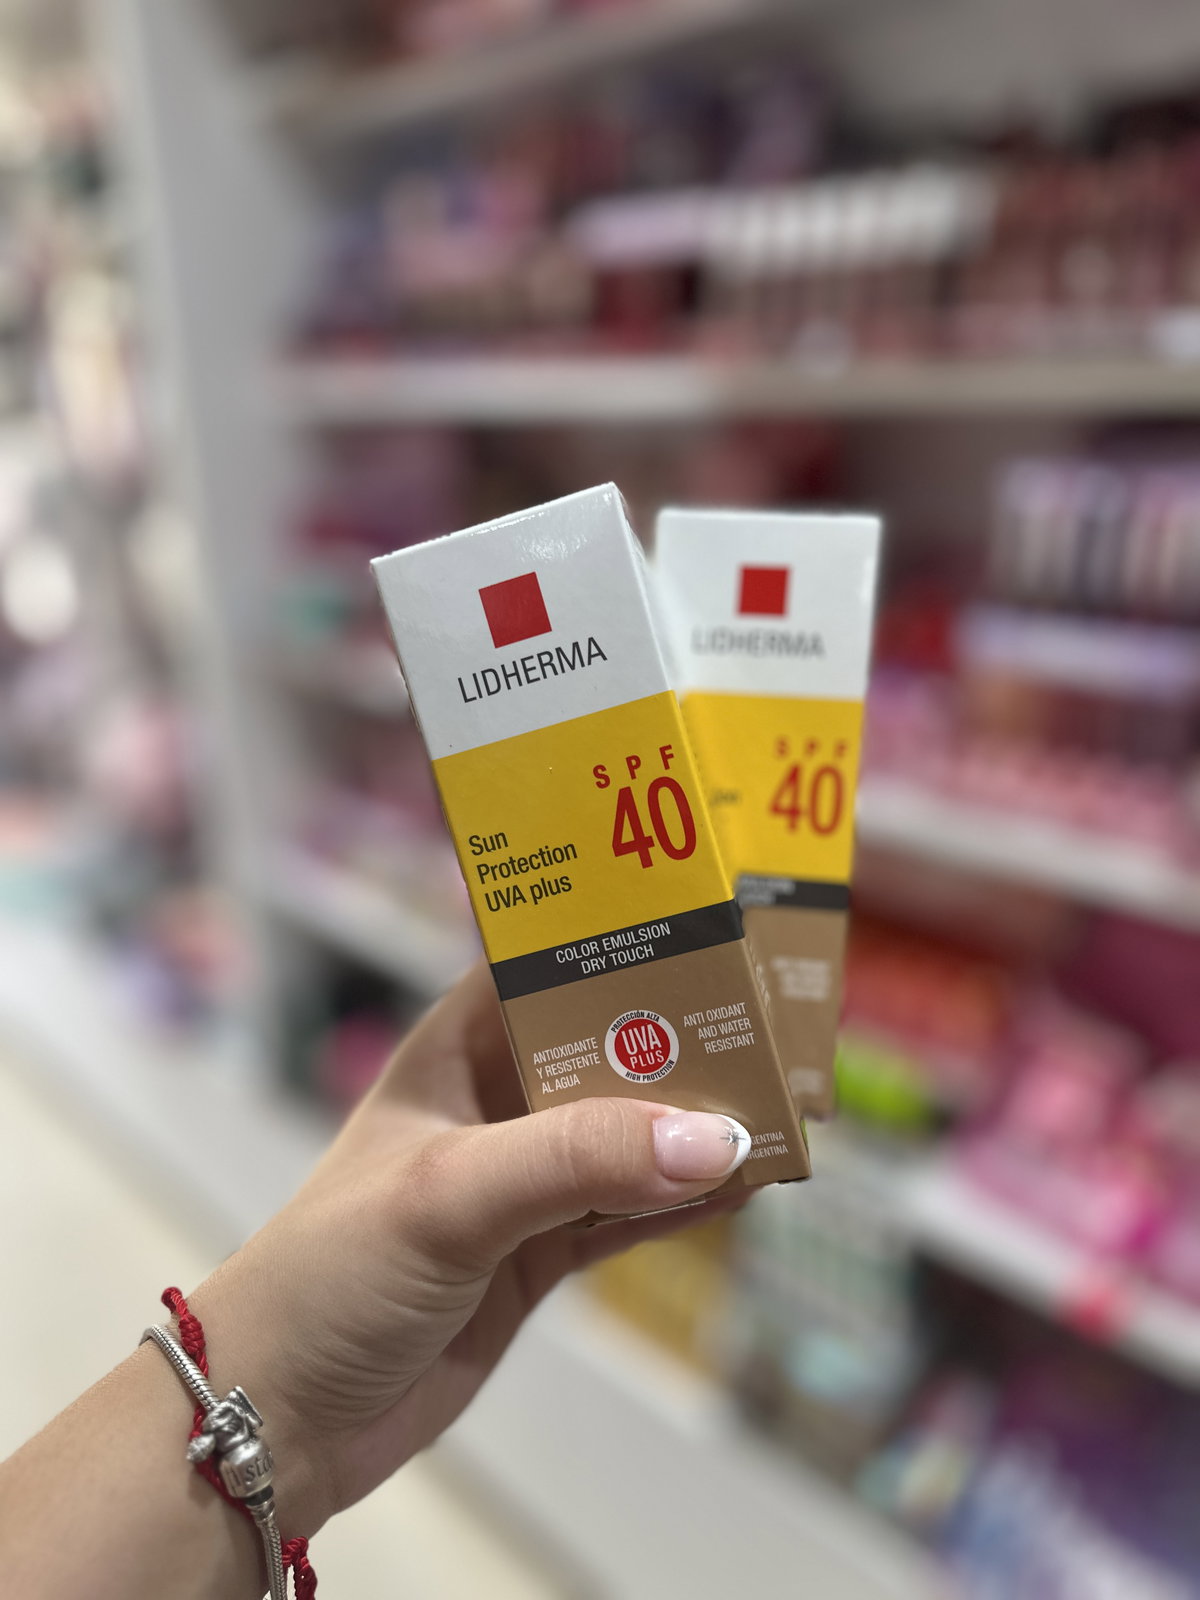 LIDHERMA
SPF
40
Sun
Protection
UVA plus
COLOR EMULSION
DRY TOUCH
ANTIOXIDANTE
Y RESISTENTE
AL AGUA
PROTECCIÓN ALTA
UVA
PLUS
HIGH PROTECTION
ANTI OXIDANT
AND WATER
RESISTANT
LIDHERMA
SPF
40